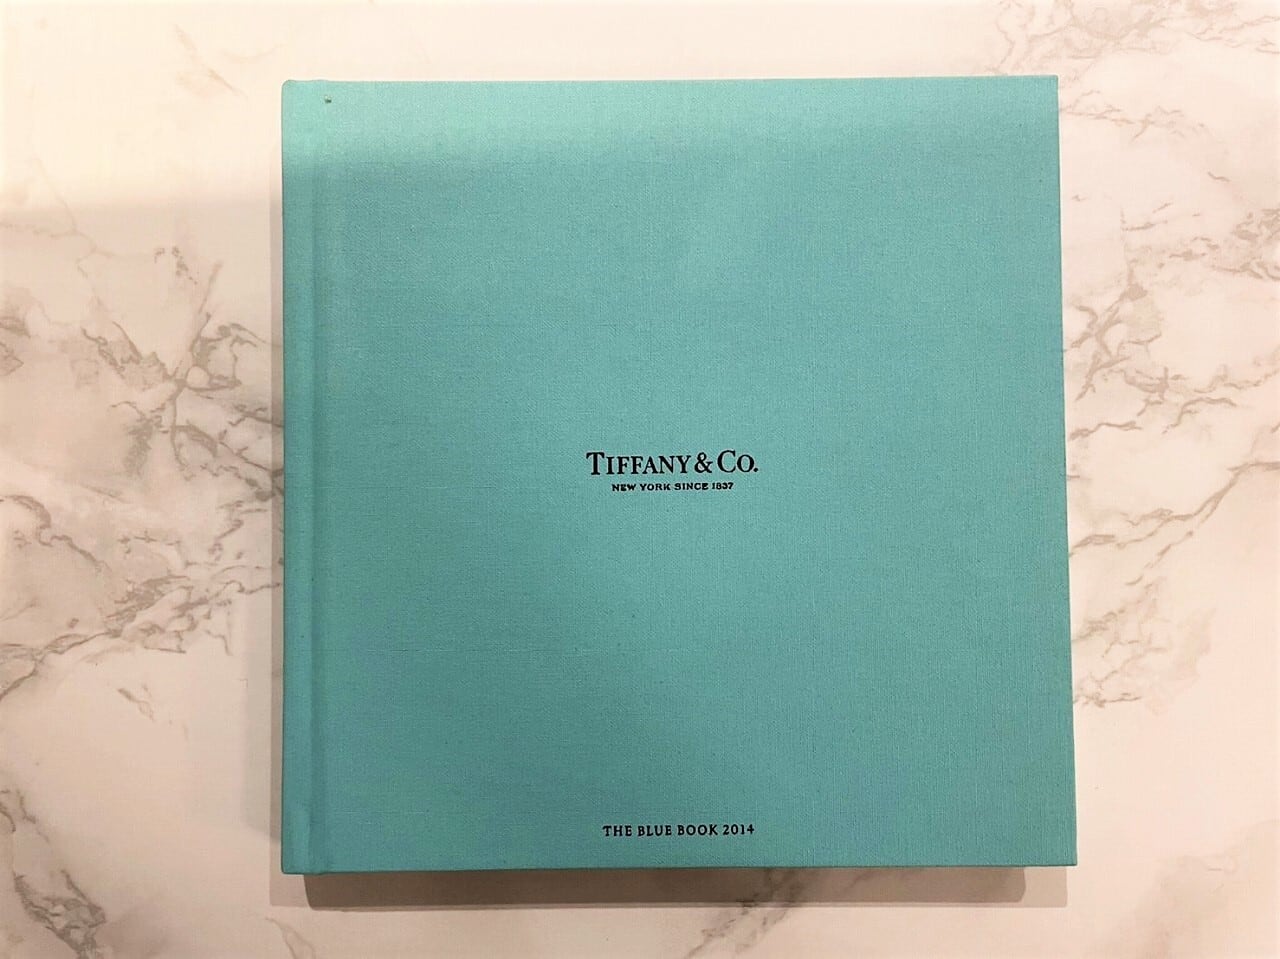 TIFFANY & CO.
NEW YORK SINCE 1837
THE BLUE BOOK 2014